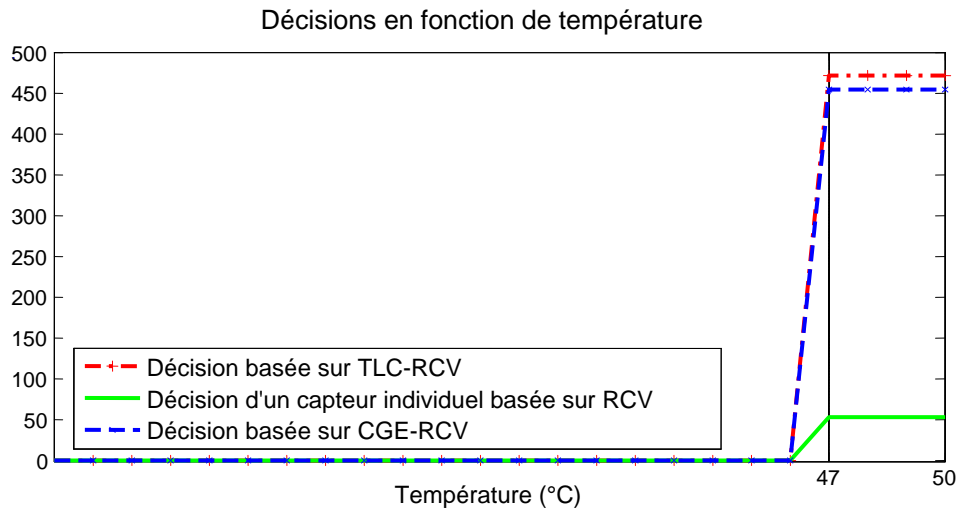 Décisions en fonction de température
500
450
400
350
300
250
200
150
100
50
0
Décision basée sur TLC-RCV
Décision d'un capteur individuel basée sur RCV
Décision basée sur CGE-RCV
47
50
Température (°C)